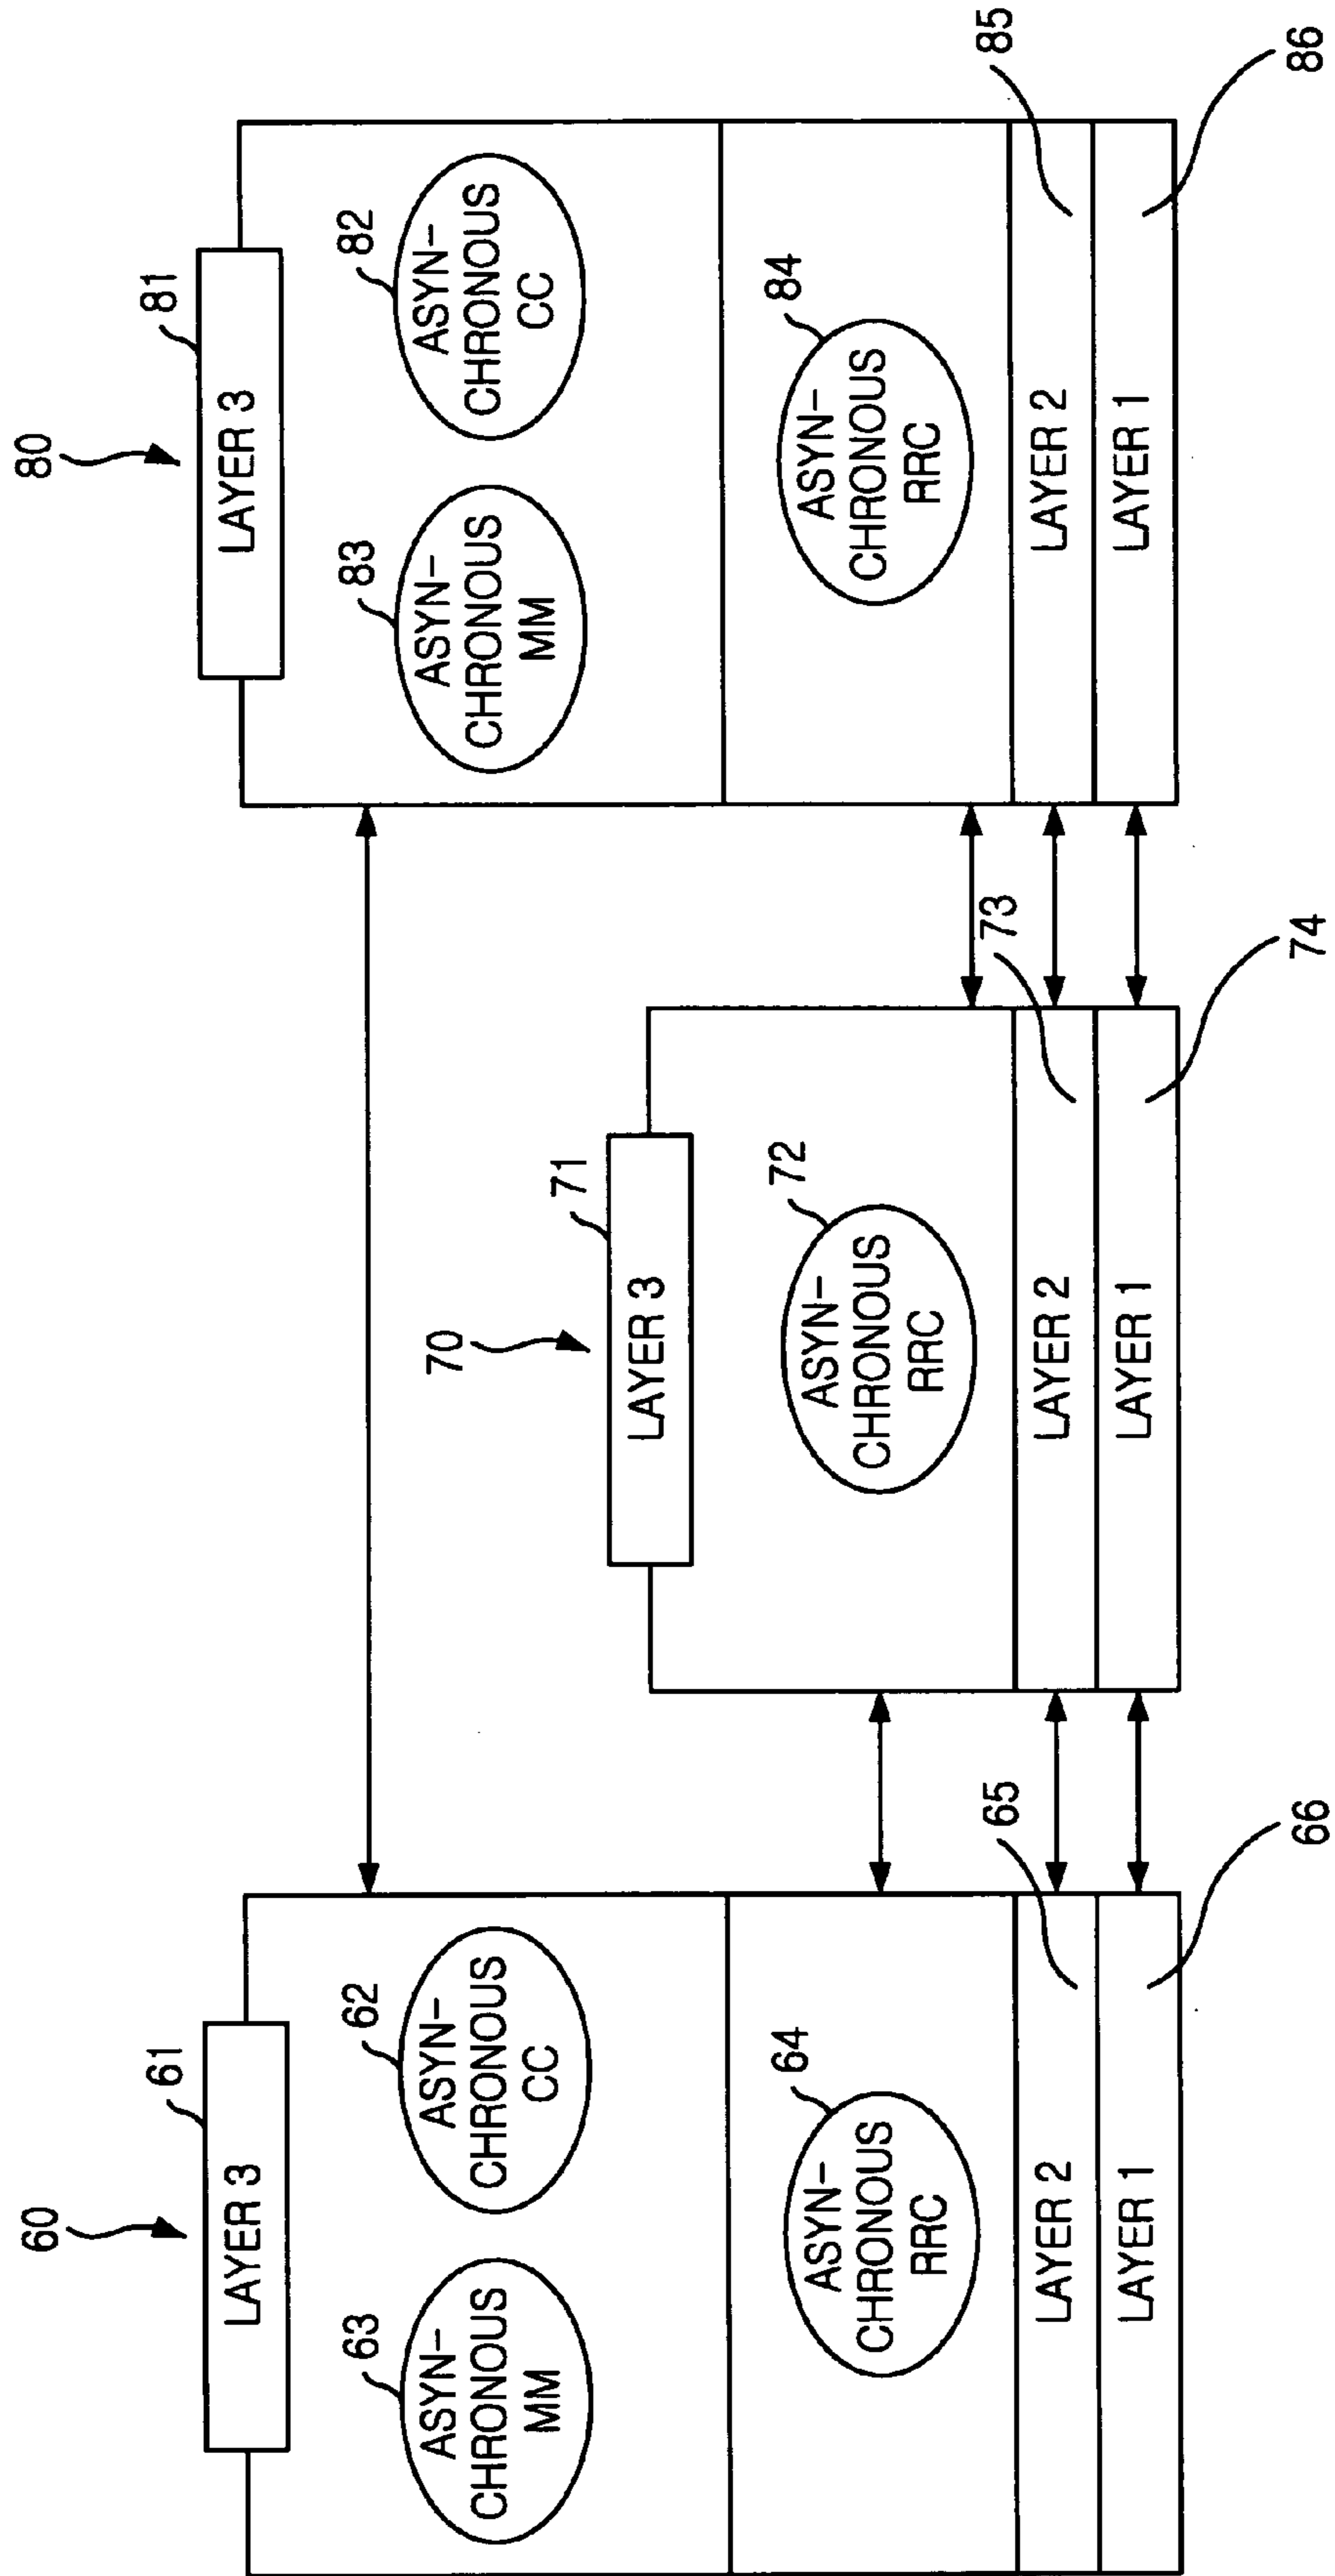 60
LAYER 3
61
ASYN-
CHRONOUS
MM
63
ASYN-
CHRONOUS
CC
62
ASYN-
CHRONOUS
RRC
64
LAYER 2
65
LAYER 1
66
70
LAYER 3
71
ASYN-
CHRONOUS
RRC
72
LAYER 2
73
LAYER 1
74
80
LAYER 3
81
ASYN-
CHRONOUS
MM
83
ASYN-
CHRONOUS
CC
82
ASYN-
CHRONOUS
RRC
84
LAYER 2
85
LAYER 1
86